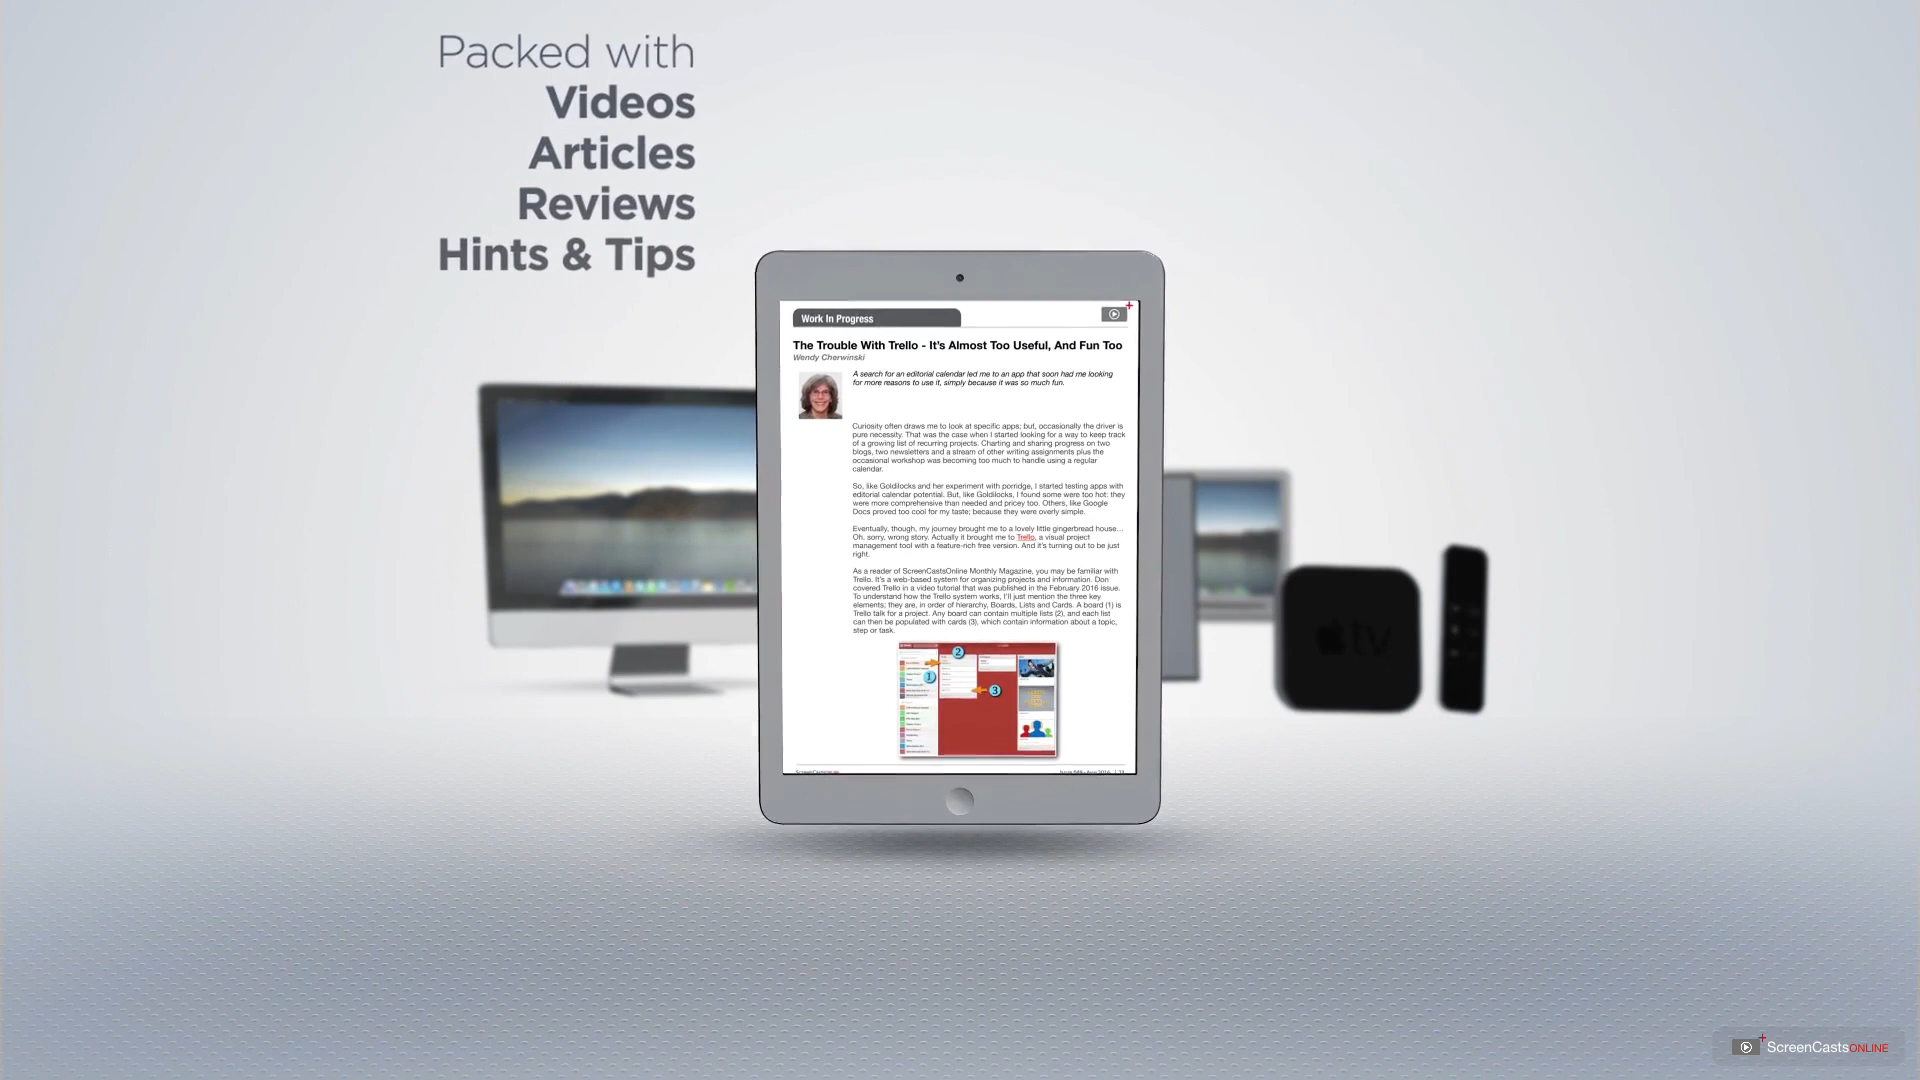 Packed with
Videos
Articles
Reviews
Hints & Tips
Work In Progress
The Trouble With Trello - It's Almost Too Useful, And Fun Too
Wendy Cherwinski
A search for an editorial calendar led me to an app that soon had me looking
for more reasons to use it, simply because it was so much fun.
Curiosity often draws me to look at specific apps; but, occasionally the driver is
pure necessity. That was the case when I started looking for a way to keep track
of a growing list of recurring projects. Charting and sharing progress on two
blogs, two newsletters and a stream of other writing assignments plus the
occasional workshop was becoming too much to handle using a regular
calendar.
So, like Goldilocks and her experiment with porridge, I started testing apps with
editorial calendar potential. But, like Goldilocks, I found some were too hot; they
were more comprehensive than needed and pricey too. Others, like Google
Docs proved too cool for my taste; because they were overly simple.
Eventually, though, my journey brought me to a lovely little gingerbread house...
Oh, sorry, wrong story. Actually it brought me to Trello, a visual project
management tool with a feature-rich free version. And it's turning out to be just
right.
As a reader of ScreenCastsOnline Monthly Magazine, you may be familiar with
Trello. It's a web-based system for organizing projects and information. Don
covered Trello in a video tutorial that was published in the February 2016 issue.
To understand how the Trello system works, I'll just mention the three key
elements; they are, in order of hierarchy, Boards, Lists and Cards. A board (1) is
Trello talk for a project. Any board can contain multiple lists (2), and each list
can then be populated with cards (3), which contain information about a topic,
step or task.
2
1
3
tv
ScreenCastsONLINE